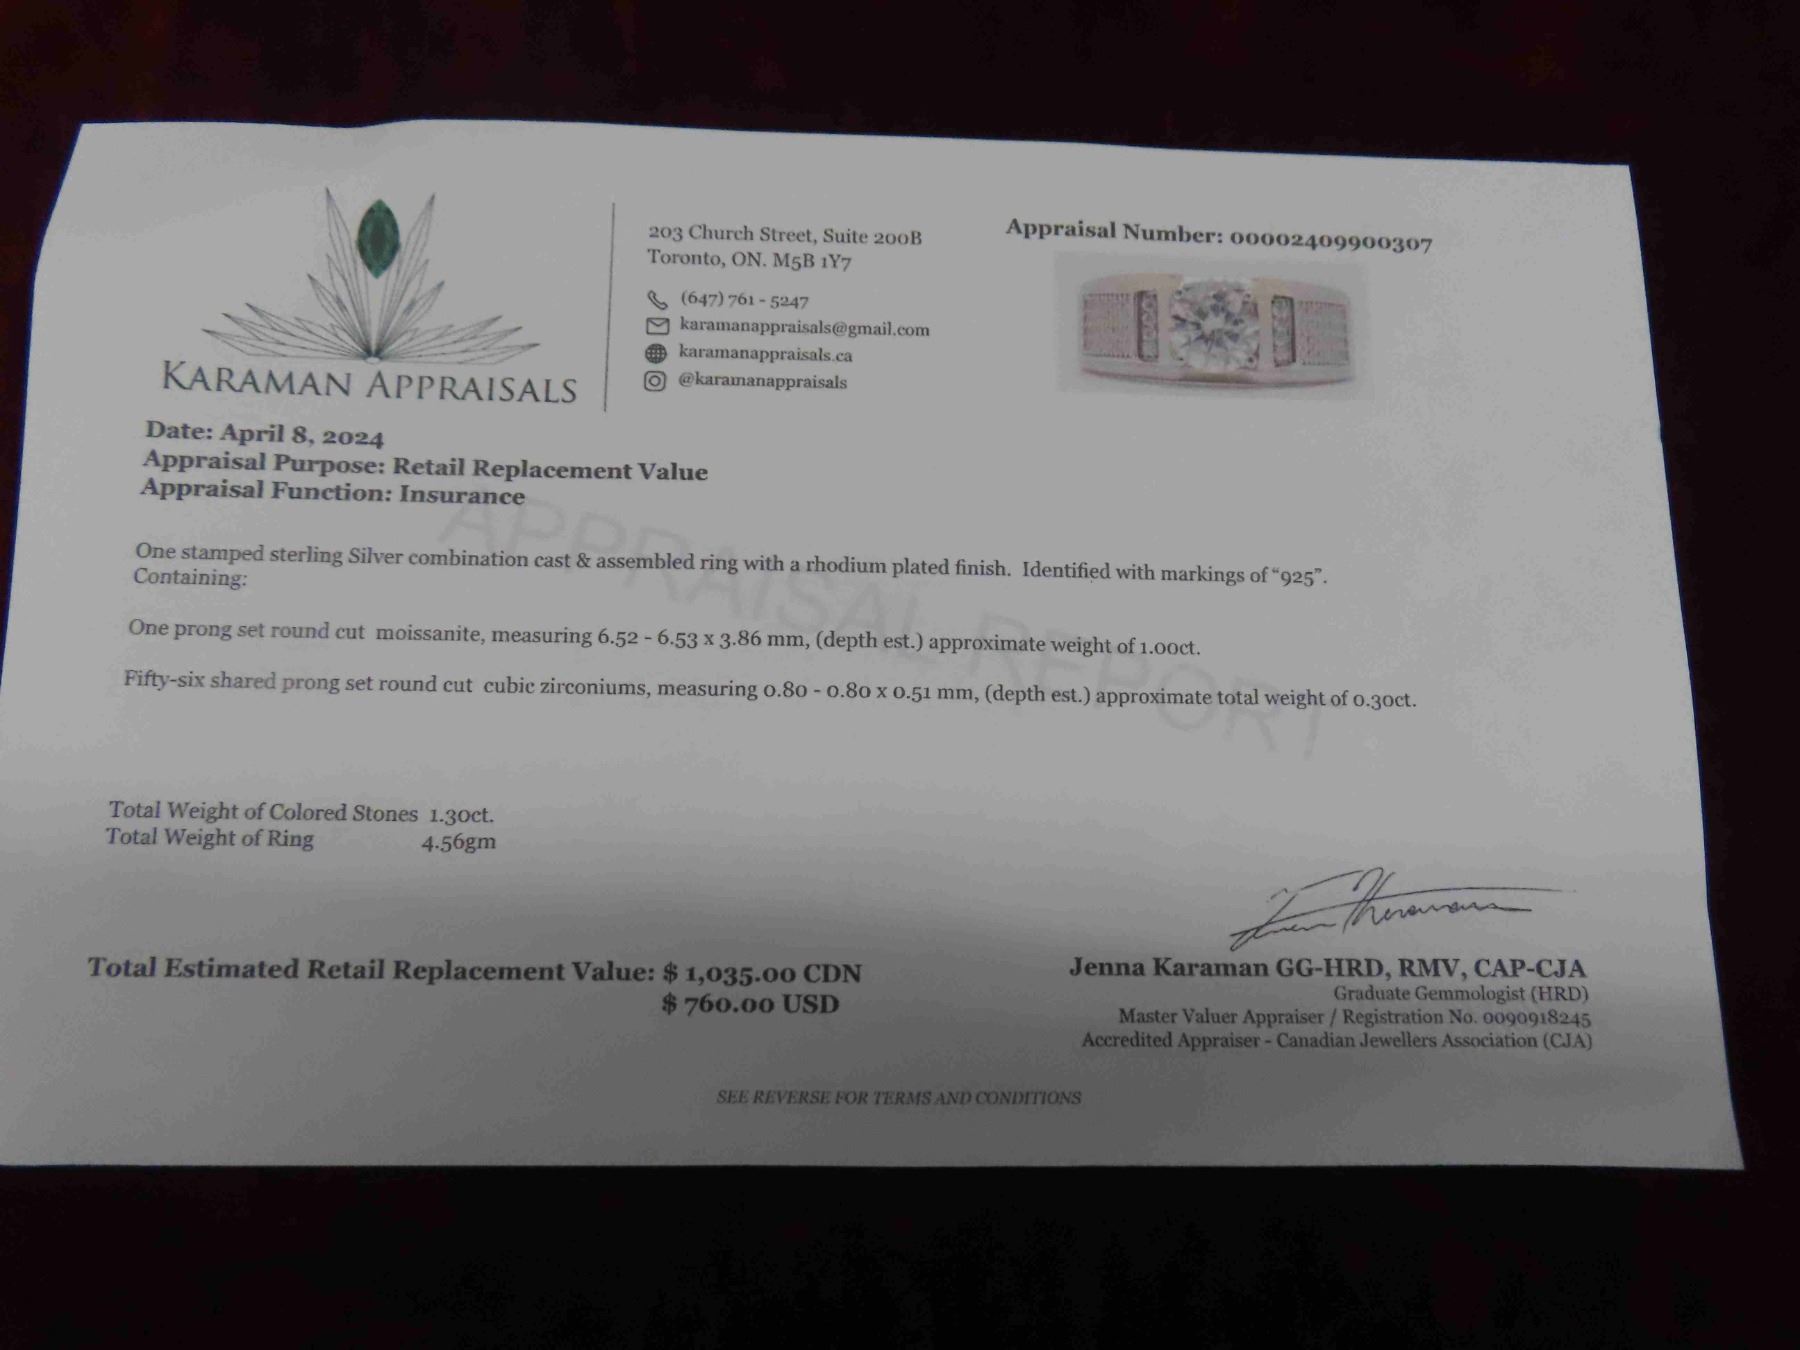 KARAMAN APPRAISALS
203 Church Street, Suite 200B
Toronto, ON. M5B 1Y7
(647) 761 - 5247
karamanappraisals@gmail.com
karamanappraisals.ca
@karamanappraisals
Appraisal Number: 00002409900307
Date: April 8, 2024
Appraisal Purpose: Retail Replacement Value
Appraisal Function: Insurance
APPRAISAL REPORT
One stamped sterling Silver combination cast & assembled ring with a rhodium plated finish. Identified with markings of “925”.
Containing:
One prong set round cut moissanite, measuring 6.52 - 6.53 x 3.86 mm, (depth est.) approximate weight of 1.00ct.
Fifty-six shared prong set round cut cubic zirconiums, measuring 0.80 - 0.80 x 0.51 mm, (depth est.) approximate total weight of 0.30ct.
Total Weight of Colored Stones 1.30ct.
Total Weight of Ring 4.56gm
Total Estimated Retail Replacement Value: $ 1,035.00 CDN
$ 760.00 USD
Jenna Karaman GG-HRD, RMV, CAP-CJA
Graduate Gemmologist (HRD)
Master Valuer Appraiser / Registration No. 0090918245
Accredited Appraiser - Canadian Jewellers Association (CJA)
SEE REVERSE FOR TERMS AND CONDITIONS